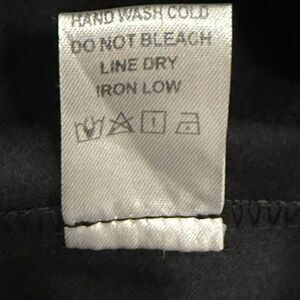 HAND WASH COLD
DO NOT BLEACH
LINE DRY
IRON LOW